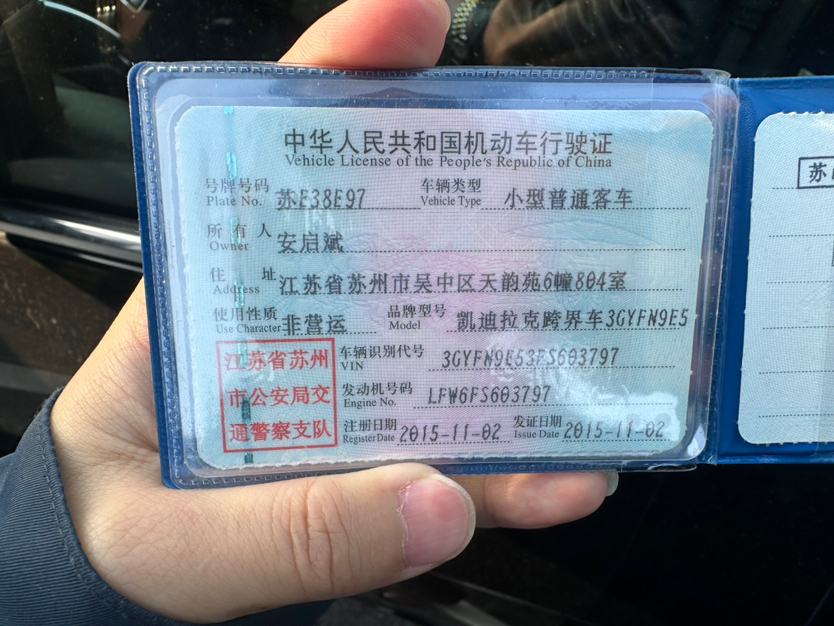 中华人民共和国机动车行驶证
Vehicle License of the People's Republic of China
号牌号码 苏E38E97 车辆类型 小型普通客车
Plate No. Vehicle Type
所有人 安启斌
Owner
住址 江苏省苏州市吴中区天韵苑6幢804室
Address
使用性质 非营运 品牌型号 凯迪拉克跨界车3GYFN9E5
Use Character Model
江苏省苏州
市公安局交
通警察支队
车辆识别代号 3GYFN9E53FS603797
VIN
发动机号码 LFW6FS603797
Engine No.
注册日期 2015-11-02 发证日期 2015-11-02
Register Date Issue Date
苏